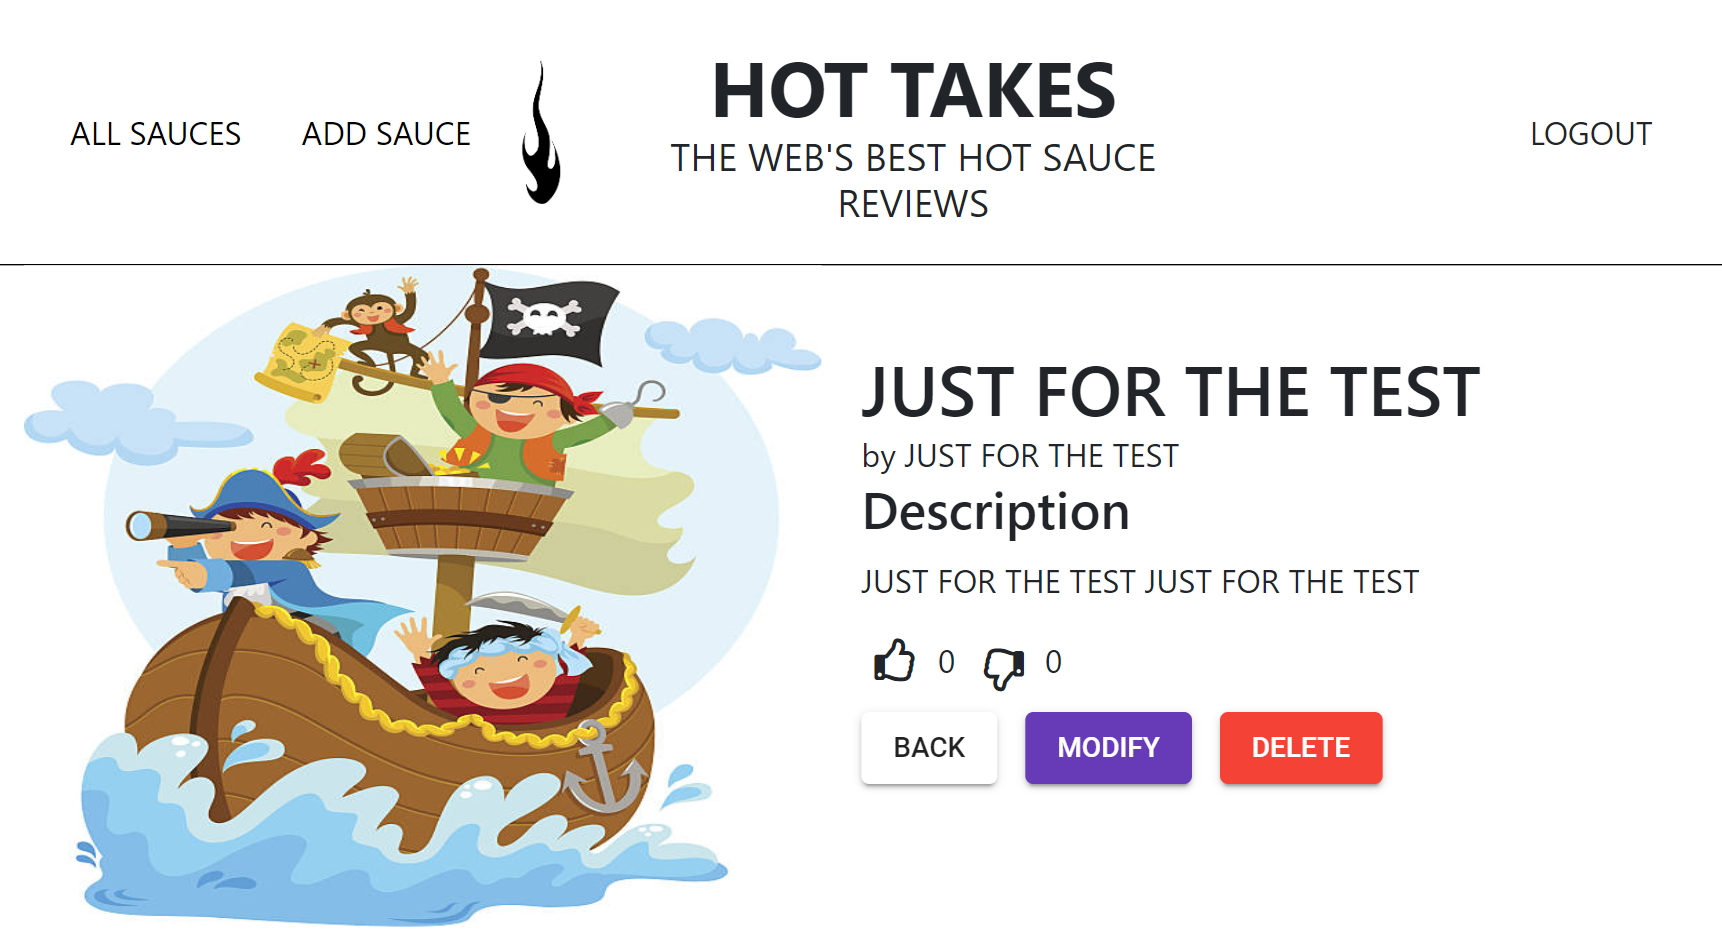 ALL SAUCES
ADD SAUCE
HOT TAKES
THE WEB'S BEST HOT SAUCE
REVIEWS
LOGOUT
JUST FOR THE TEST
by JUST FOR THE TEST
Description
JUST FOR THE TEST JUST FOR THE TEST
0
0
BACK
MODIFY
DELETE